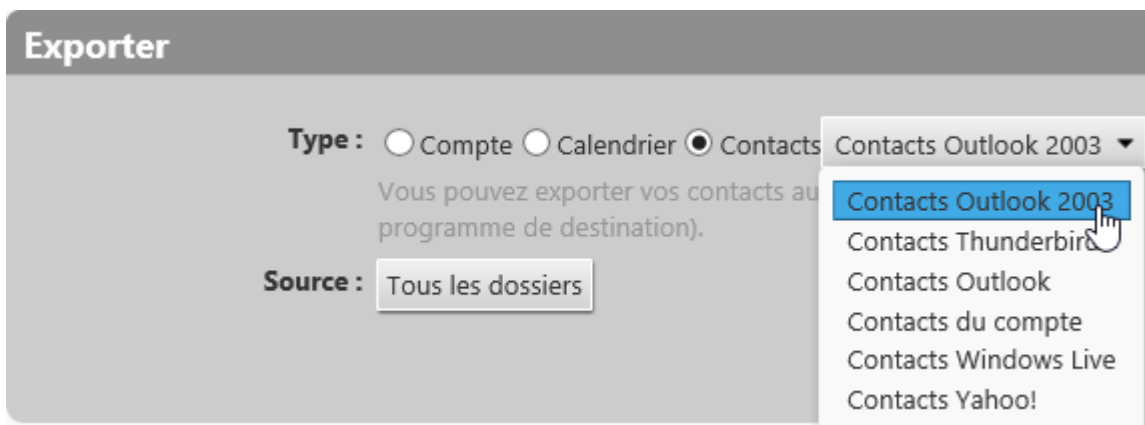 Exporter
Type : Compte Calendrier Contacts Contacts Outlook 2003
Vous pouvez exporter vos contacts au
programme de destination).
Source : Tous les dossiers
Contacts Outlook 2003
Contacts Thunderbird
Contacts Outlook
Contacts du compte
Contacts Windows Live
Contacts Yahoo!